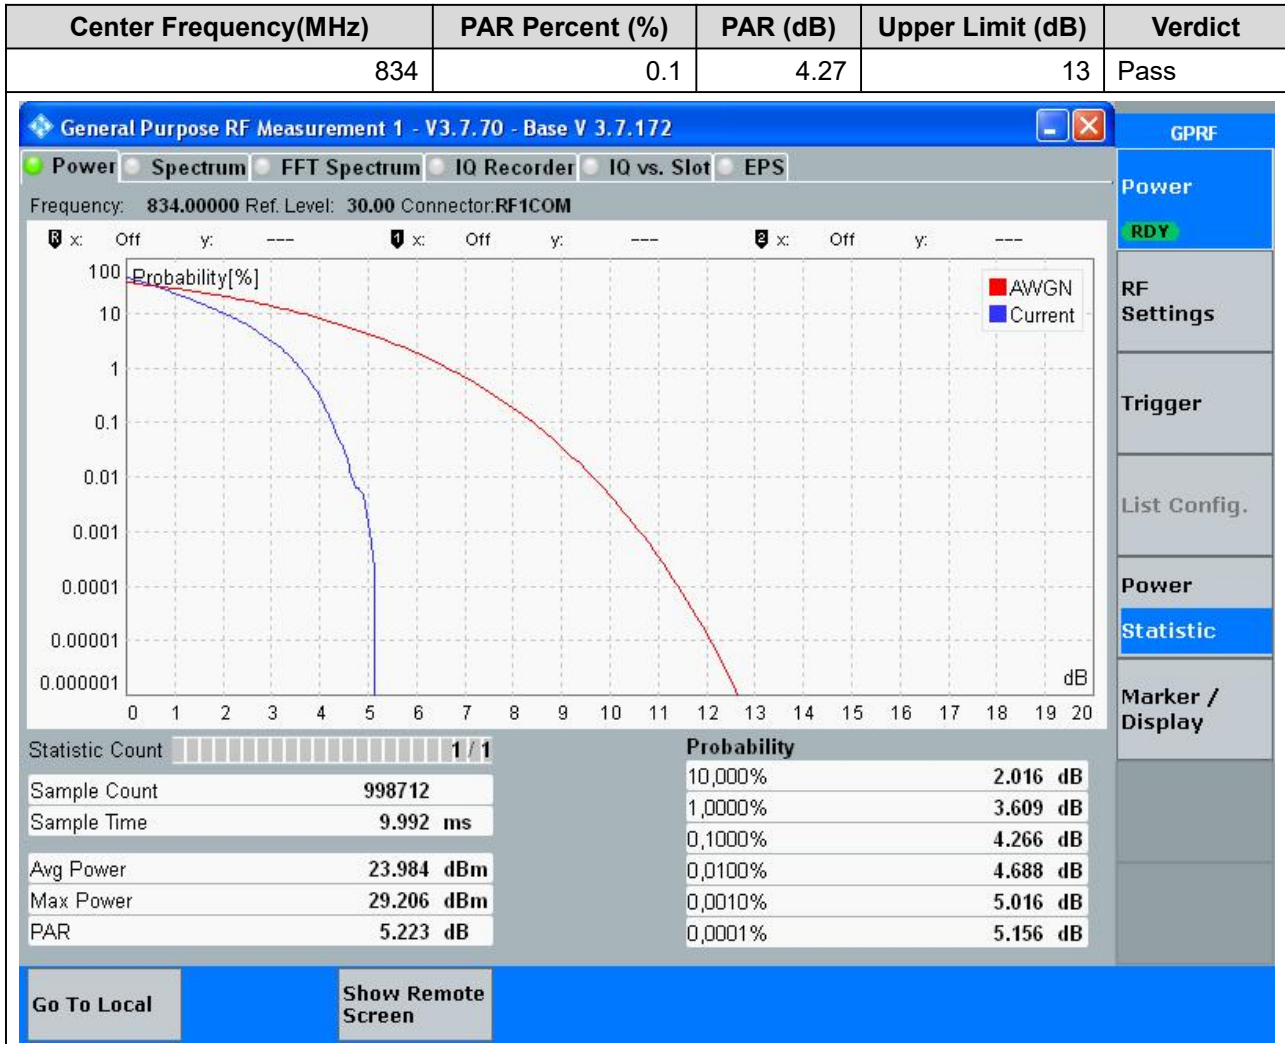 Center Frequency(MHz) PAR Percent (%) PAR (dB) Upper Limit (dB) Verdict
834 0.1 4.27 13 Pass
General Purpose RF Measurement 1 - V3.7.70 - Base V 3.7.172
GPRF
Power Spectrum FFT Spectrum IQ Recorder IQ vs. Slot EPS
Frequency: 834.00000 Ref. Level: 30.00 Connector:RF1COM
R x: Off y: --- 1 x: Off y: --- 2 x: Off y: ---
Probability[%]
AWGN
Current
100
10
1
0.1
0.01
0.001
0.0001
0.00001
0.000001
dB
0 1 2 3 4 5 6 7 8 9 10 11 12 13 14 15 16 17 18 19 20
Statistic Count 1 / 1
Sample Count 998712
Sample Time 9.992 ms
Avg Power 23.984 dBm
Max Power 29.206 dBm
PAR 5.223 dB
Probability
10,000% 2.016 dB
1,0000% 3.609 dB
0,1000% 4.266 dB
0,0100% 4.688 dB
0,0010% 5.016 dB
0,0001% 5.156 dB
Power
RDY
RF
Settings
Trigger
List Config.
Power
Statistic
Marker /
Display
Go To Local
Show Remote
Screen